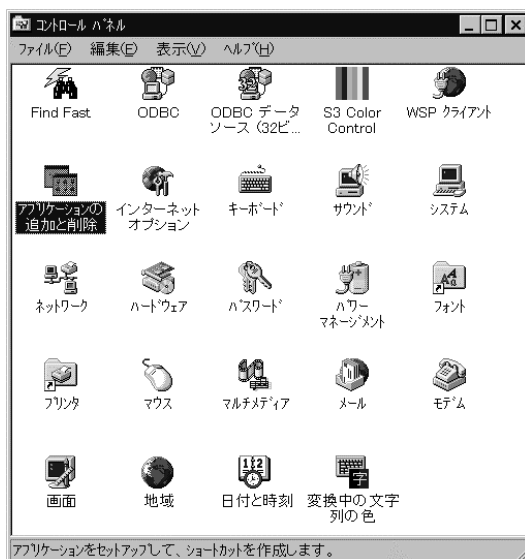 コントロール パネル
ファイル(F) 編集(E) 表示(V) ヘルプ(H)
Find Fast
ODBC
ODBC データ
ソース (32ビ...
S3 Color
Control
WSP クライアント
アプリケーションの
追加と削除
インターネット
オプション
キーボード
サウンド
システム
ネットワーク
ハードウェア
パスワード
パワー
マネージメント
フォント
プリンタ
マウス
マルチメディア
メール
モデム
画面
地域
日付と時刻
変換中の文字
列の色
アプリケーションをセットアップして、ショートカットを作成します。